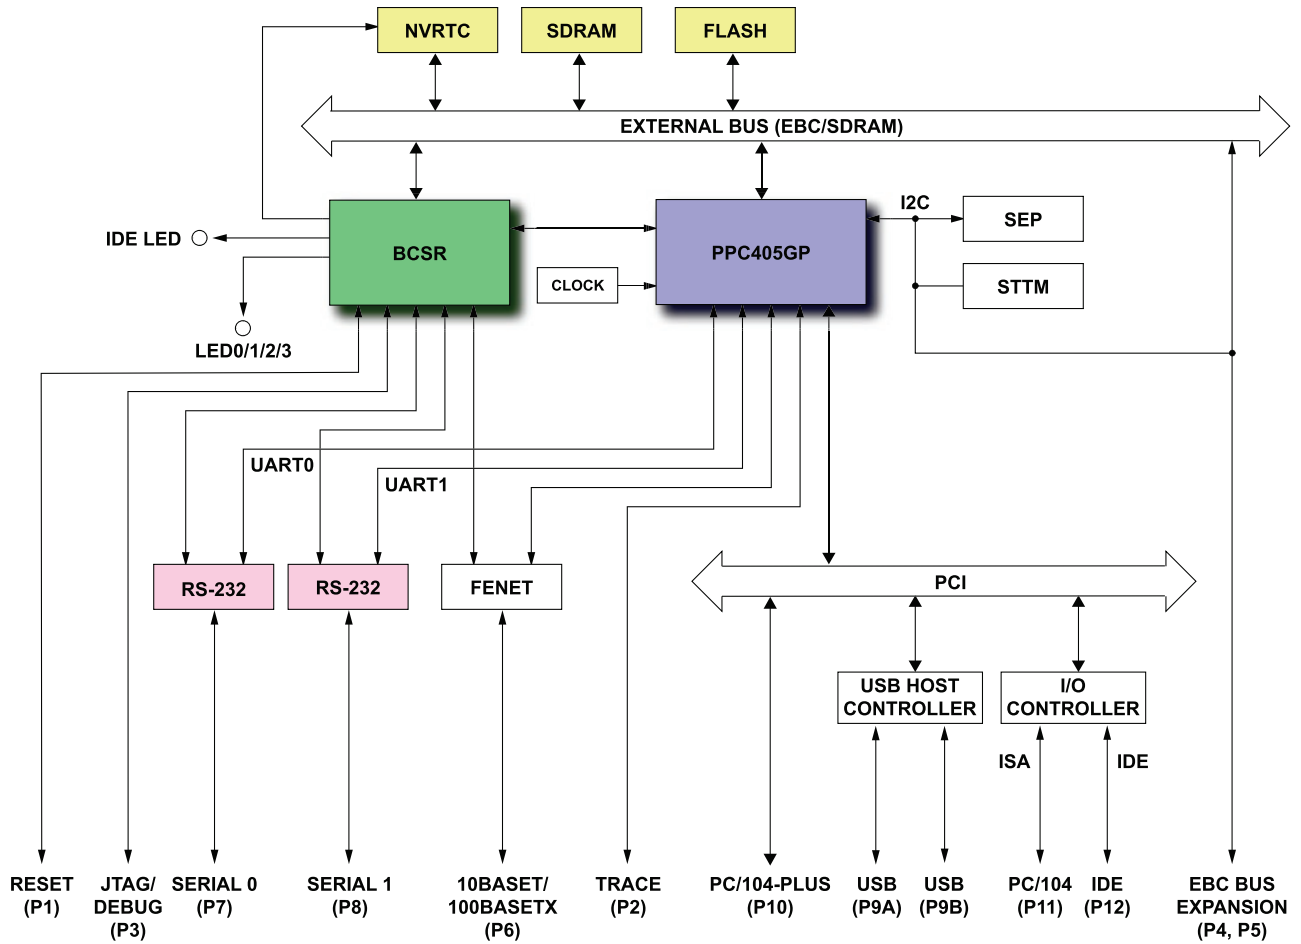 NVRTC
SDRAM
FLASH
EXTERNAL BUS (EBC/SDRAM)
I2C
SEP
IDE LED
BCSR
PPC405GP
CLOCK
STTM
LED0/1/2/3
UART0
UART1
RS-232
RS-232
FENET
PCI
USB HOST
CONTROLLER
I/O
CONTROLLER
ISA
IDE
RESET
(P1)
JTAG/
DEBUG
(P3)
SERIAL 0
(P7)
SERIAL 1
(P8)
10BASET/
100BASETX
(P6)
TRACE
(P2)
PC/104-PLUS
(P10)
USB
(P9A)
USB
(P9B)
PC/104
(P11)
IDE
(P12)
EBC BUS
EXPANSION
(P4, P5)